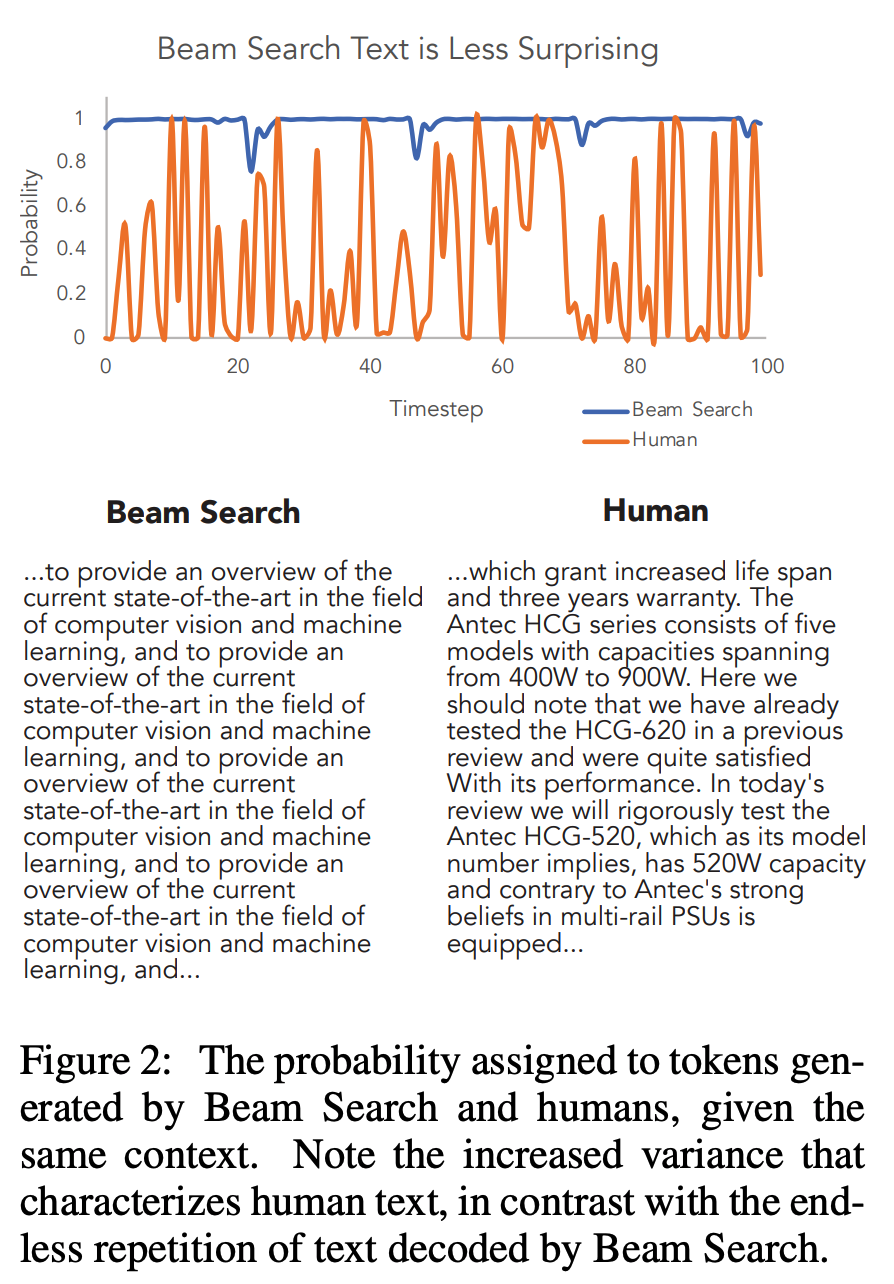 Beam Search Text is Less Surprising
Probability
1
0.8
0.6
0.4
0.2
0
0 20 40 60 80 100
Timestep
Beam Search
Human
Beam Search
...to provide an overview of the
current state-of-the-art in the field
of computer vision and machine
learning, and to provide an
overview of the current
state-of-the-art in the field of
computer vision and machine
learning, and to provide an
overview of the current
state-of-the-art in the field of
computer vision and machine
learning, and to provide an
overview of the current
state-of-the-art in the field of
computer vision and machine
learning, and...
Human
...which grant increased life span
and three years warranty. The
Antec HCG series consists of five
models with capacities spanning
from 400W to 900W. Here we
should note that we have already
tested the HCG-620 in a previous
review and were quite satisfied
With its performance. In today's
review we will rigorously test the
Antec HCG-520, which as its model
number implies, has 520W capacity
and contrary to Antec's strong
beliefs in multi-rail PSUs is
equipped...
Figure 2: The probability assigned to tokens gen-
erated by Beam Search and humans, given the
same context. Note the increased variance that
characterizes human text, in contrast with the end-
less repetition of text decoded by Beam Search.